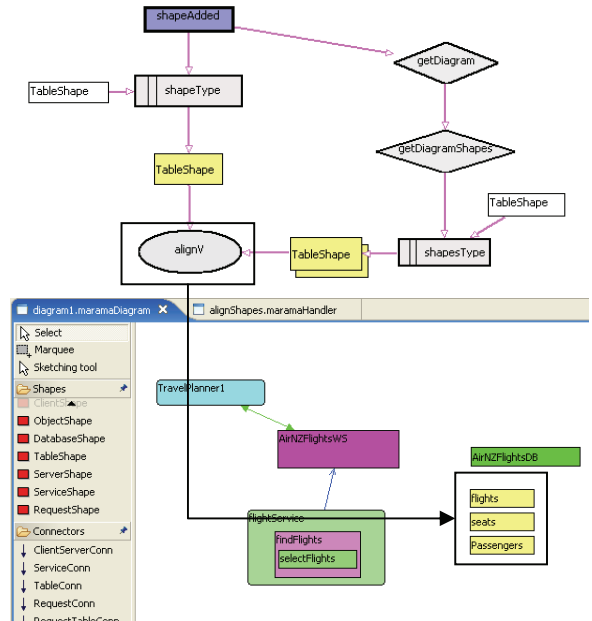 shapeAdded
getDiagram
TableShape
shapeType
getDiagramShapes
TableShape
TableShape
alignV
TableShape
shapesType
diagram1.maramaDiagram
alignShapes.maramaHandler
Select
Marquee
Sketching tool
Shapes
ClientShape
ObjectShape
DatabaseShape
TableShape
ServerShape
ServiceShape
RequestShape
Connectors
ClientServerConn
ServiceConn
TableConn
RequestConn
RequestTableConn
TravelPlanner1
AirNZFlightsWS
AirNZFlightsDB
flights
seats
Passengers
flightService
findFlights
selectFlights